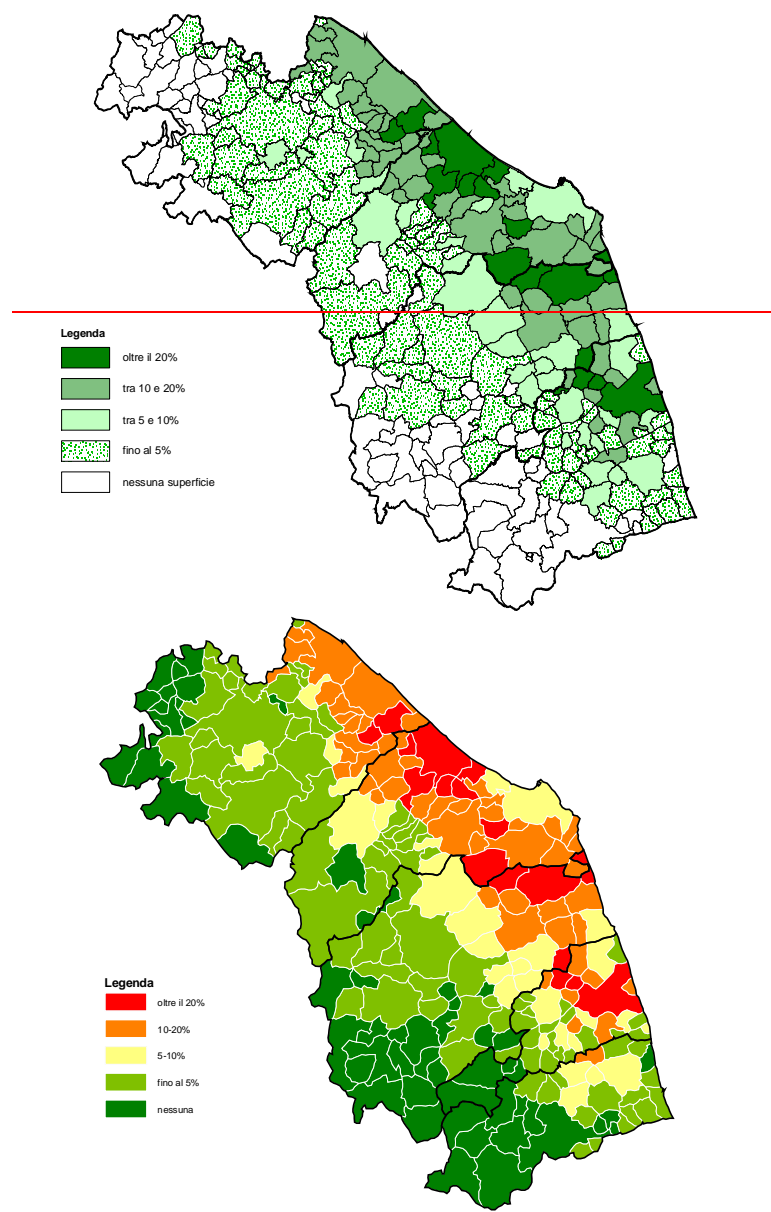 Legenda
oltre il 20%
tra 10 e 20%
tra 5 e 10%
fino al 5%
nessuna superficie
Legenda
oltre il 20%
10-20%
5-10%
fino al 5%
nessuna